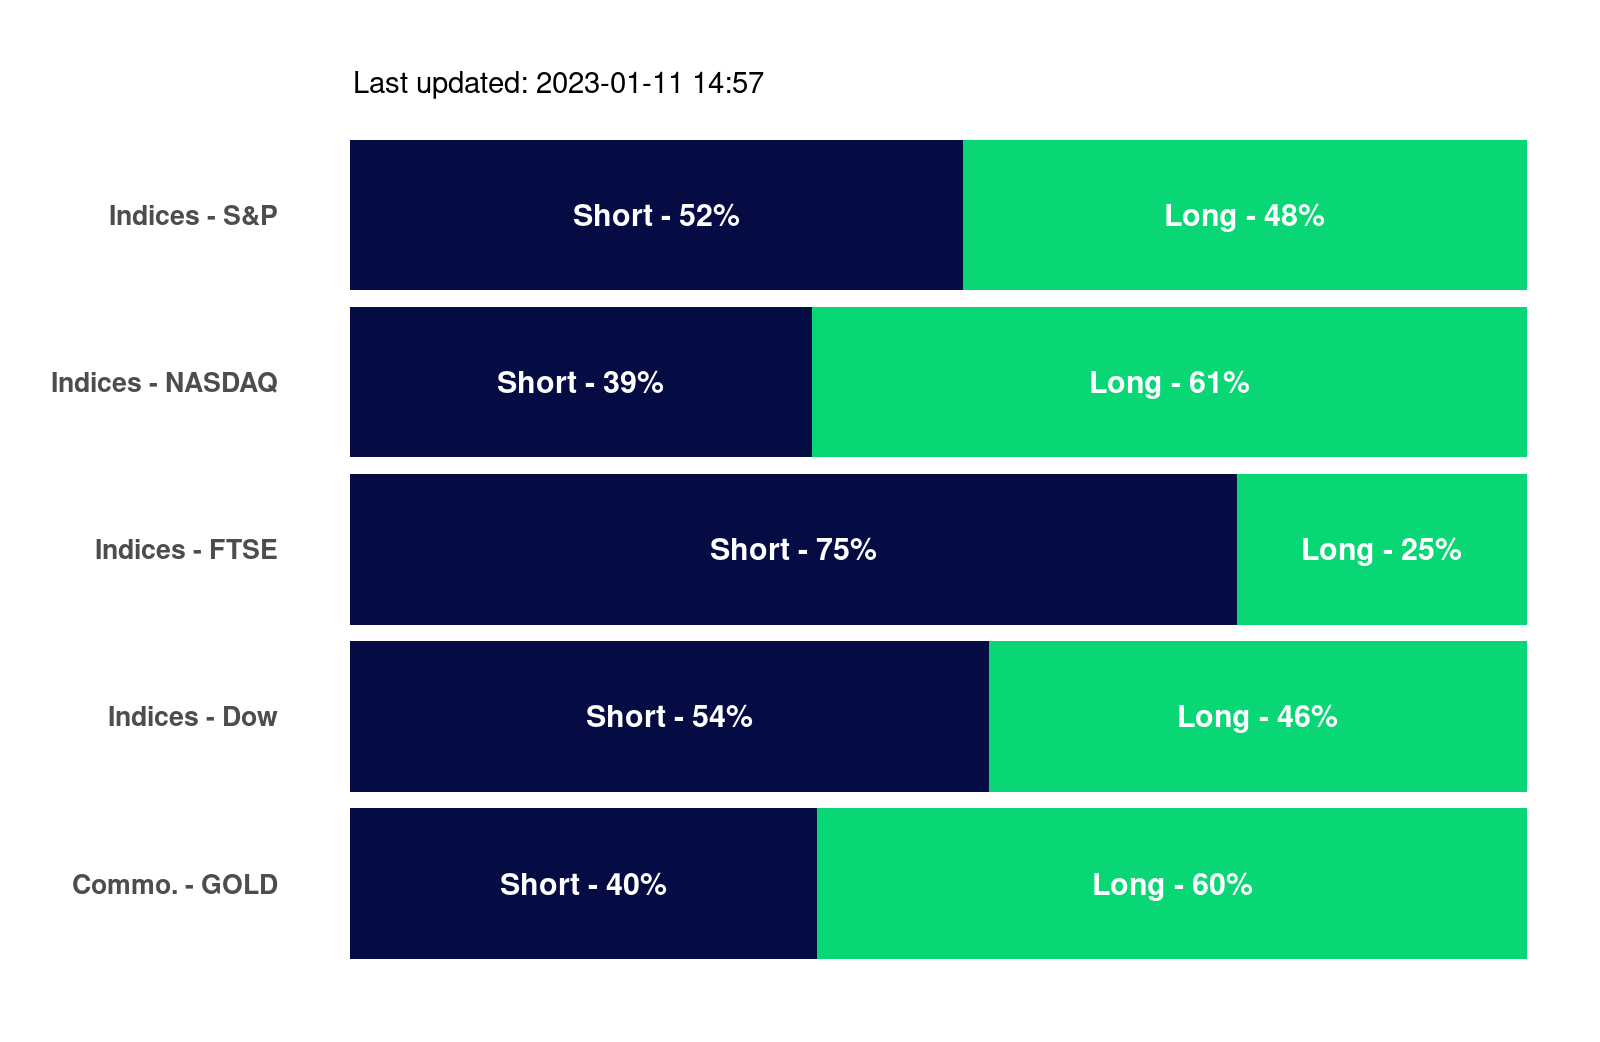 Last updated: 2023-01-11 14:57
Indices - S&P Short - 52% Long - 48%
Indices - NASDAQ Short - 39% Long - 61%
Indices - FTSE Short - 75% Long - 25%
Indices - Dow Short - 54% Long - 46%
Commo. - GOLD Short - 40% Long - 60%